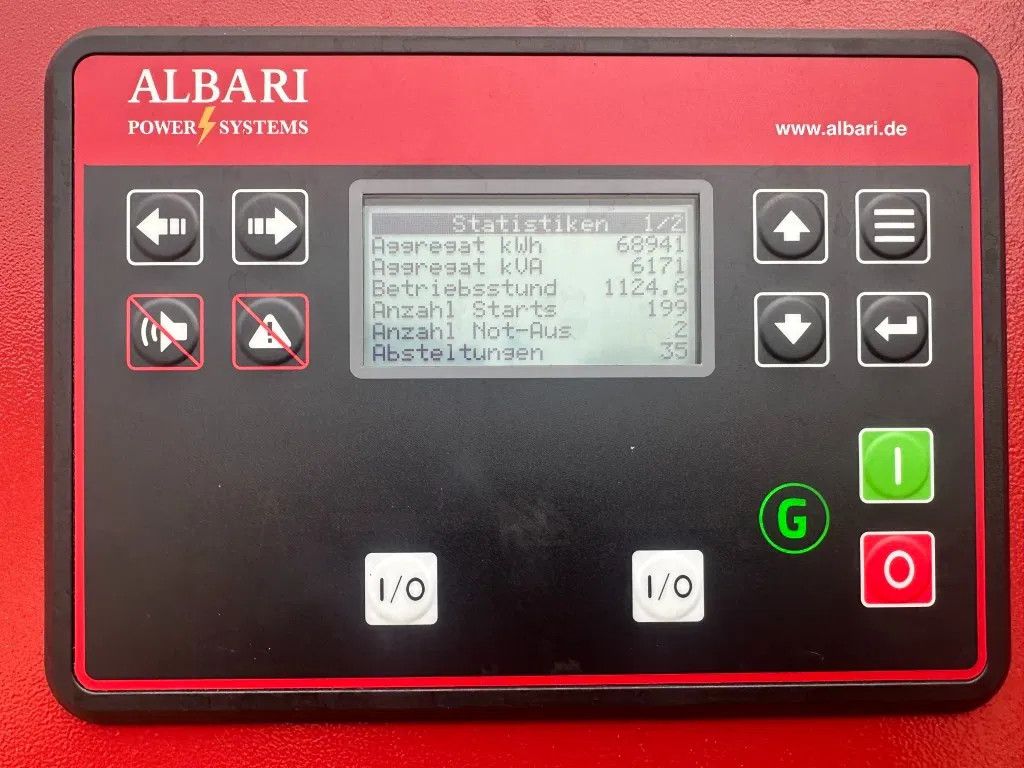 ALBARI
POWER SYSTEMS
www.albari.de
Statistiken 1/2
Aggregat kWh 68941
Aggregat kVA 6171
Betriebsstund 1124.6
Anzahl Starts 199
Anzahl Not-Aus 2
Abstellungen 35
I
G
O
I/O
I/O